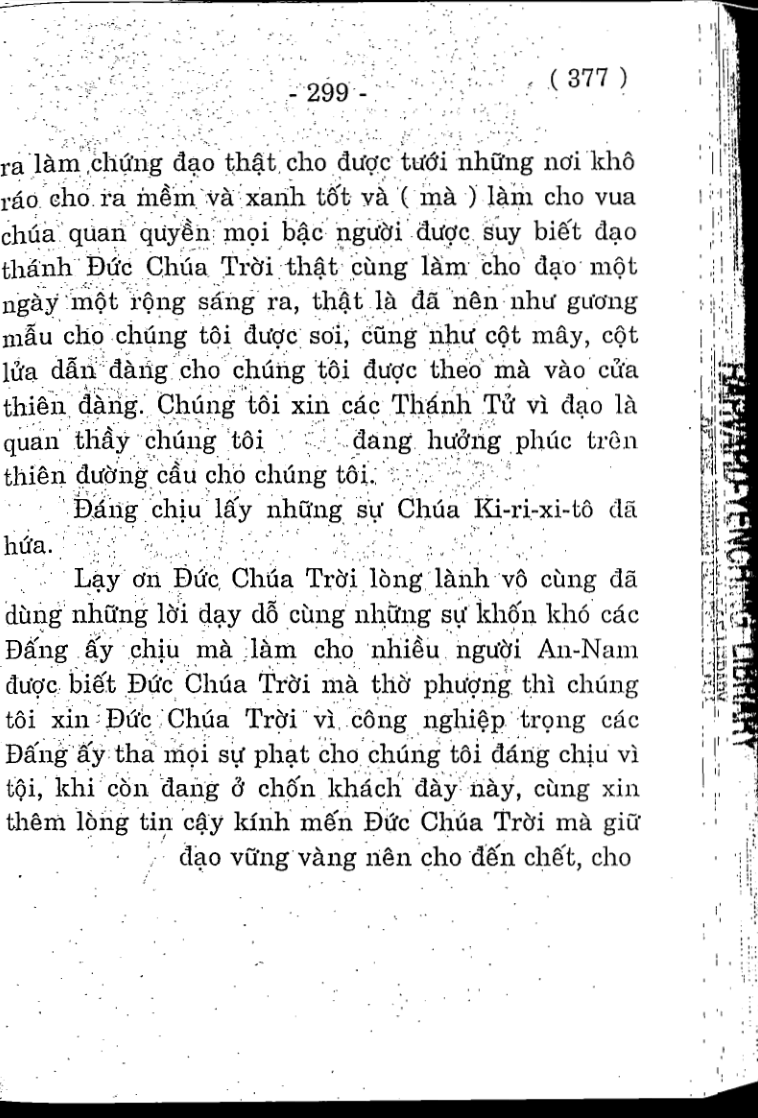 - 299 -
( 377 )
ra làm chứng đạo thật cho được tưới những nơi khô
ráo cho ra mềm và xanh tốt và ( mà ) làm cho vua
chúa quan quyền mọi bậc người được suy biết đạo
thánh Đức Chúa Trời thật cùng làm cho đạo một
ngày một rộng sáng ra, thật là đã nên như gương
mẫu cho chúng tôi được soi, cũng như cột mây, cột
lửa dẫn đàng cho chúng tôi được theo mà vào cửa
thiên đàng. Chúng tôi xin các Thánh Tử vì đạo là
quan thầy chúng tôi đang hưởng phúc trên
thiên đường cầu cho chúng tôi.
Đáng chịu lấy những sự Chúa Ki-ri-xi-tô đã
hứa.
Lạy ơn Đức Chúa Trời lòng lành vô cùng đã
dùng những lời dạy dỗ cùng những sự khốn khó các
Đấng ấy chịu mà làm cho nhiều người An-Nam
được biết Đức Chúa Trời mà thờ phượng thì chúng
tôi xin Đức Chúa Trời vì công nghiệp trọng các
Đấng ấy tha mọi sự phạt cho chúng tôi đáng chịu vì
tội, khi còn đang ở chốn khách đày này, cùng xin
thêm lòng tin cậy kính mến Đức Chúa Trời mà giữ
đạo vững vàng nên cho đến chết, cho
HARVARD-YENCHING LIBRARY